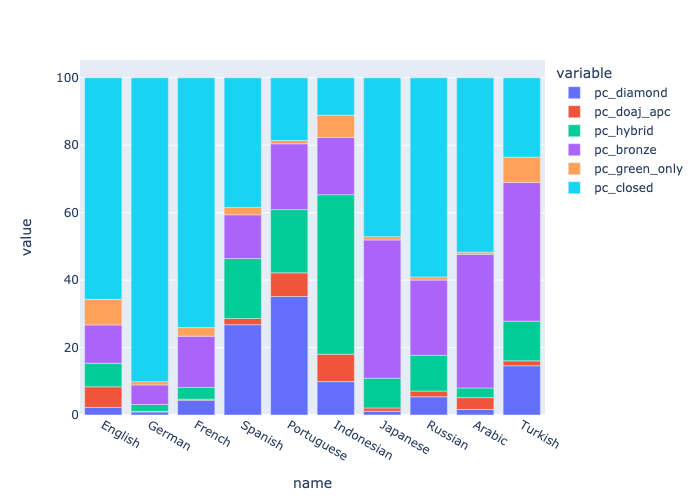 variable
pc_diamond
pc_doaj_apc
pc_hybrid
pc_bronze
pc_green_only
pc_closed
value
100
80
60
40
20
0
English
German
French
Spanish
Portuguese
Indonesian
Japanese
Russian
Arabic
Turkish
name